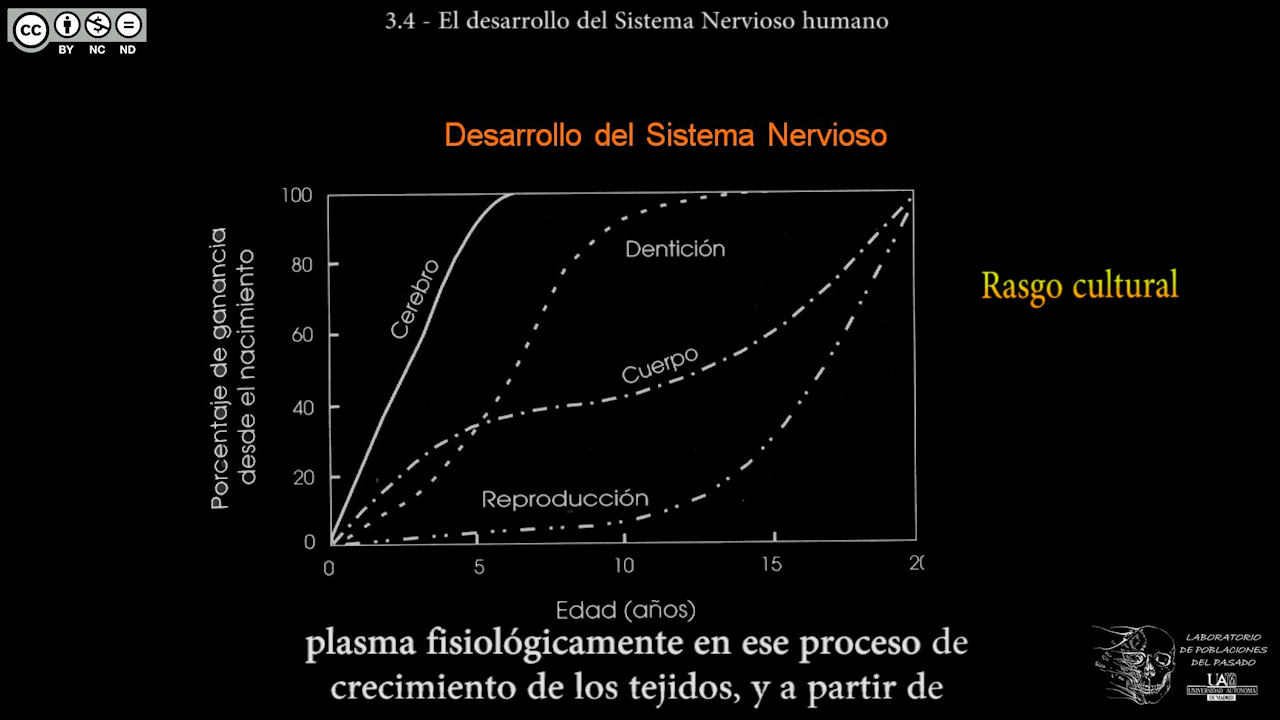 cc
BY NC ND
3.4 - El desarrollo del Sistema Nervioso humano
Desarrollo del Sistema Nervioso
Porcentaje de ganancia
desde el nacimiento
100
80
60
40
20
0
Cerebro
Dentición
Cuerpo
Reproducción
0 5 10 15 20
Edad (años)
Rasgo cultural
plasma fisiológicamente en ese proceso de
crecimiento de los tejidos, y a partir de
LABORATORIO
DE POBLACIONES
DEL PASADO
UAM
UNIVERSIDAD AUTONOMA
DE MADRID